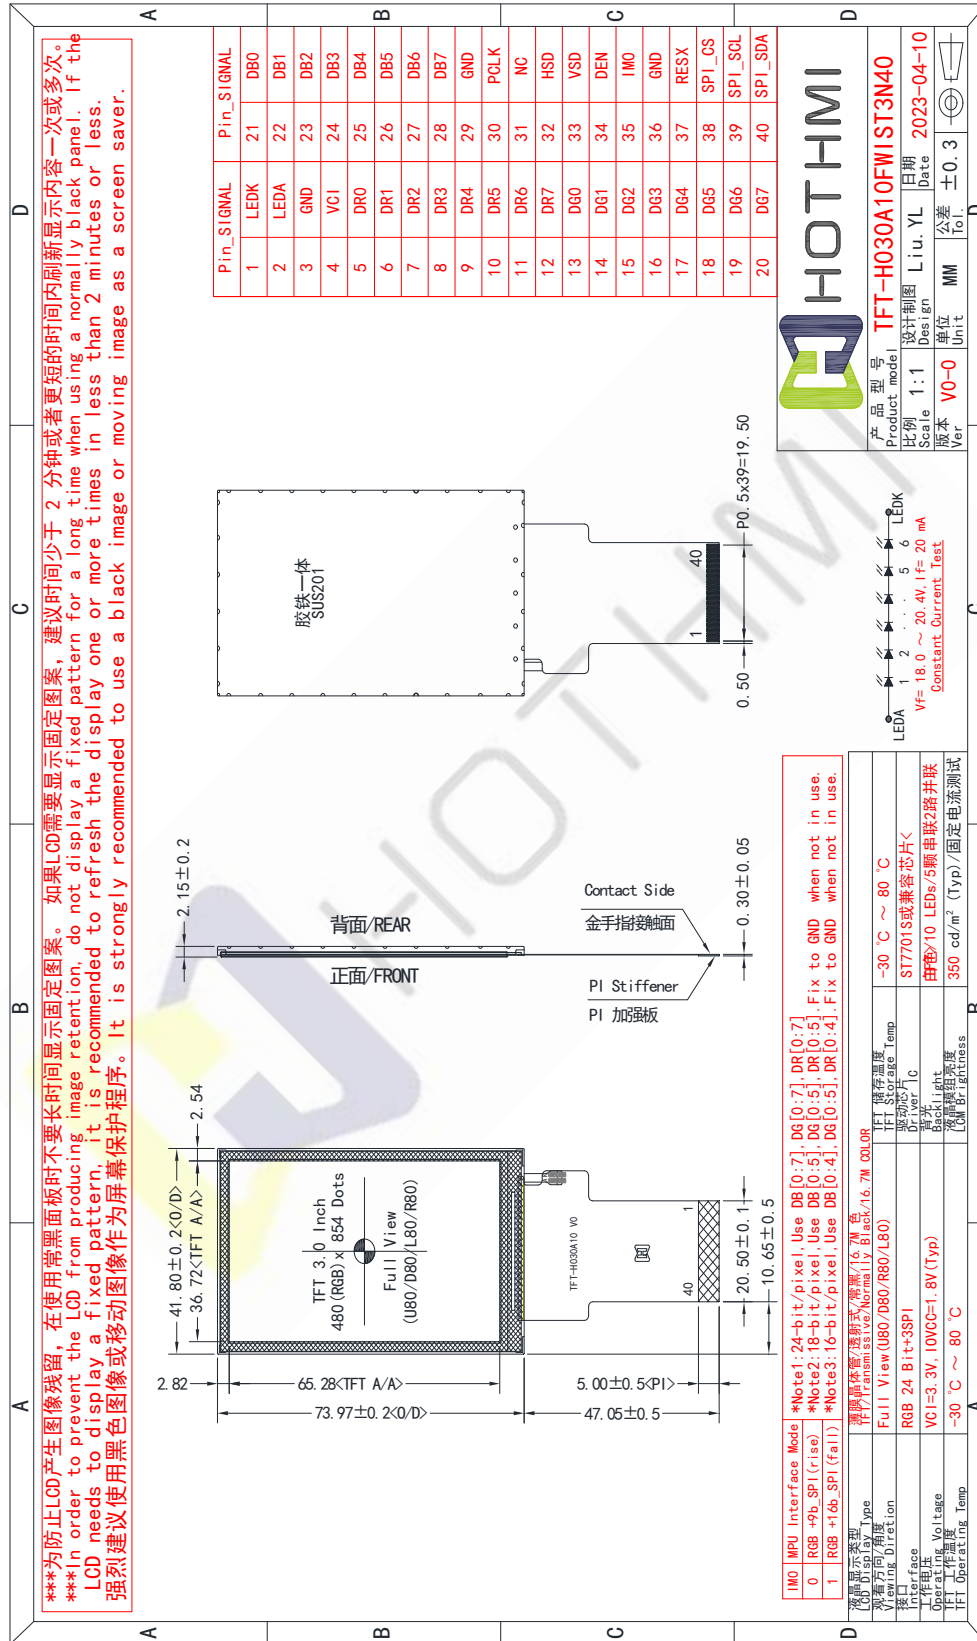 ***为防止LCD产生图像残留，在使用常黑面板时不要长时间显示固定图案。 如果LCD需要显示固定图案，建议时间少于 2 分钟或者更短的时间内刷新显示内容一次或多次。
***In order to prevent the LCD from producing image retention, do not display a fixed pattern for a long time when using a normally black panel. If the
LCD needs to display a fixed pattern, it is recommended to refresh the display one or more times in less than 2 minutes or less.
强烈建议使用黑色图像或移动图像作为屏幕保护程序。It is strongly recommended to use a black image or moving image as a screen saver.
A
B
C
D
A
B
C
D
A
B
C
D
A
B
C
D
Pin_SIGNAL Pin_SIGNAL
1 LEDK 21 DB0
2 LEDA 22 DB1
3 GND 23 DB2
4 VCI 24 DB3
5 DR0 25 DB4
6 DR1 26 DB5
7 DR2 27 DB6
8 DR3 28 DB7
9 DR4 29 GND
10 DR5 30 PCLK
11 DR6 31 NC
12 DR7 32 HSD
13 DG0 33 VSD
14 DG1 34 DEN
15 DG2 35 IM0
16 DG3 36 GND
17 DG4 37 RESX
18 DG5 38 SPI_CS
19 DG6 39 SPI_SCL
20 DG7 40 SPI_SDA
41.80±0.2<O/D>
36.72<TFT A/A>
2.54
2.82
65.28<TFT A/A>
73.97±0.2<O/D>
TFT 3.0 Inch
480(RGB) x 854 Dots
Full View
(U80/D80/L80/R80)
TFT-H030A10 V0
40 1
5.00±0.5<PI>
47.05±0.5
20.50±0.1
10.65±0.5
2.15±0.2
背面/REAR
正面/FRONT
Contact Side
金手指接触面
PI Stiffener
PI 加强板
0.30±0.05
胶铁一体
SUS201
1 40
0.50
P0.5x39=19.50
IM0 MPU Interface Mode
0 RGB +9b_SPI(rise)
1 RGB +16b_SPI(fall)
*Note1:24-bit/pixel,Use DB[0:7],DG[0:7],DR[0:7]
*Note2:18-bit/pixel,Use DB[0:5],DG[0:5],DR[0:5].Fix to GND when not in use.
*Note3:16-bit/pixel,Use DB[0:4],DG[0:5],DR[0:4].Fix to GND when not in use.
液晶显示类型
LCD Display Type
薄膜晶体管/透射式/常黑/16.7M 色
TFT/Transmissive/Normally Black/16.7M COLOR
观看方向/角度
Viewing Diretion
Full View(U80/D80/R80/L80)
接口
Interface
RGB 24 Bit+3SPI
工作电压
Operating Voltage
VCI=3.3V,IOVCC=1.8V(Typ)
TFT 工作温度
TFT Operating Temp
-30 ℃ ～ 80 ℃
TFT 储存温度
TFT Storage Temp
-30 ℃ ～ 80 ℃
驱动芯片
Driver IC
ST7701S或兼容芯片<
背光
Backlight
/10 LEDs/5颗串联2路并联
液晶模组亮度
LCM Brightness
350 cd/m² (Typ)/固定电流测试
LEDA 1 2 . . 5 6 LEDK
Vf= 18.0 ～ 20.4V,If= 20 mA
Constant Current Test
HOTHMI
产 品 型 号
Product model
TFT-H030A10FWIST3N40
比例
Scale
1:1
设计制图
Design
Liu.YL
日期
Date
2023-04-10
版本
Ver
V0-0
单位
Unit
MM
公差
Tol.
±0.3
HOTHMI